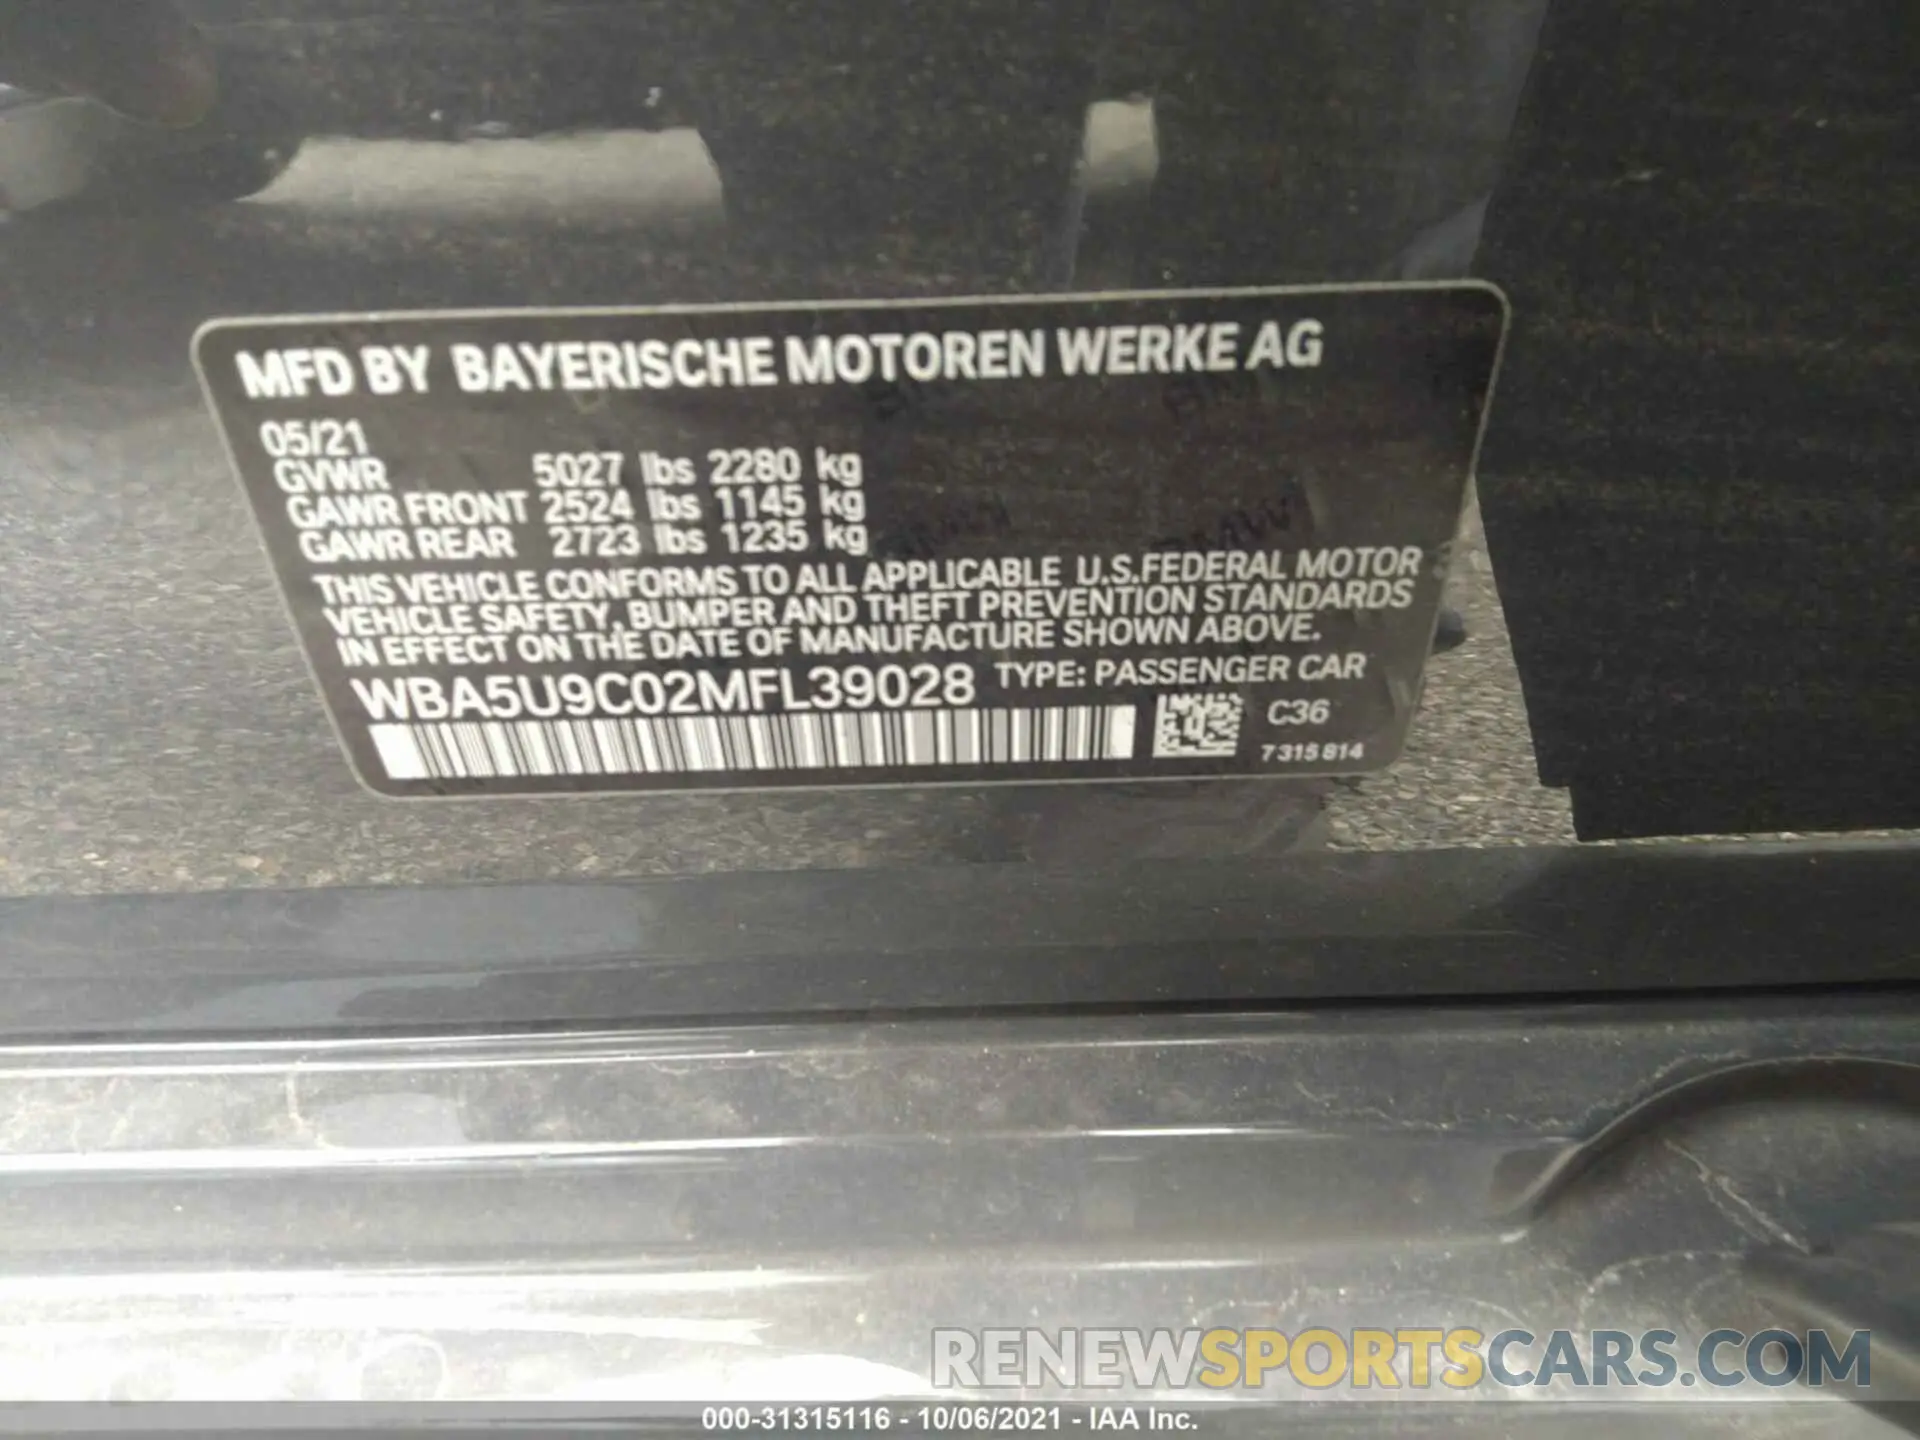 MFD BY BAYERISCHE MOTOREN WERKE AG
05/21
GVWR 5027 lbs 2280 kg
GAWR FRONT 2524 lbs 1145 kg
GAWR REAR 2723 lbs 1235 kg
THIS VEHICLE CONFORMS TO ALL APPLICABLE U.S.FEDERAL MOTOR
VEHICLE SAFETY, BUMPER AND THEFT PREVENTION STANDARDS
IN EFFECT ON THE DATE OF MANUFACTURE SHOWN ABOVE.
WBA5U9C02MFL39028 TYPE: PASSENGER CAR
C36
7315814
RENEWSPORTSCARS.COM
000-31315116 - 10/06/2021 - IAA Inc.